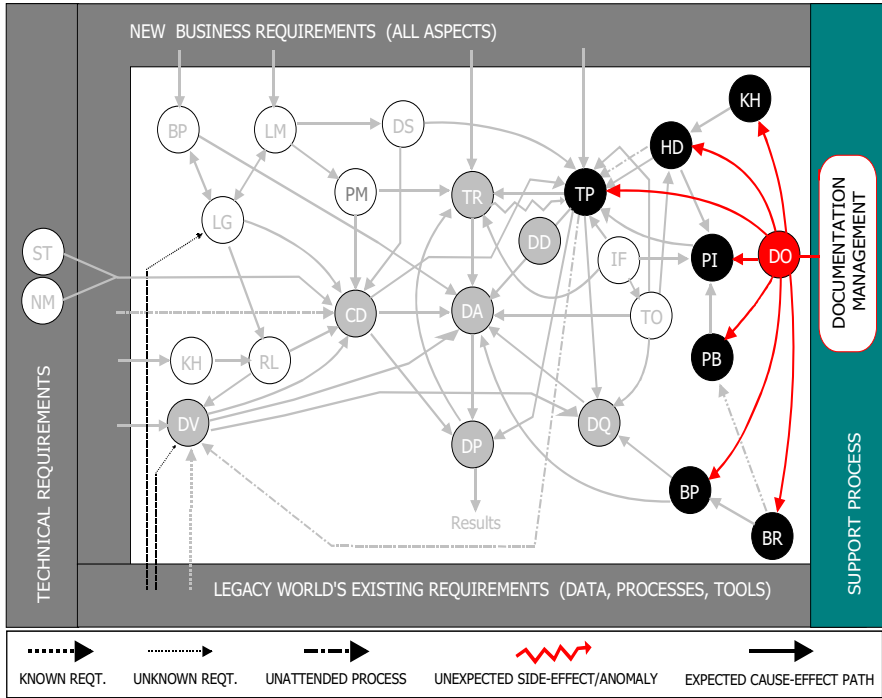 NEW BUSINESS REQUIREMENTS (ALL ASPECTS)
KH
BP
LM
DS
HD
PM
TR
TP
LG
DD
ST
IF
PI
DO
DOCUMENTATION
MANAGEMENT
NM
CD
DA
TO
KH
RL
PB
DV
DQ
DP
BP
Results
BR
TECHNICAL REQUIREMENTS
SUPPORT PROCESS
LEGACY WORLD'S EXISTING REQUIREMENTS (DATA, PROCESSES, TOOLS)
KNOWN REQT.
UNKNOWN REQT.
UNATTENDED PROCESS
UNEXPECTED SIDE-EFFECT/ANOMALY
EXPECTED CAUSE-EFFECT PATH